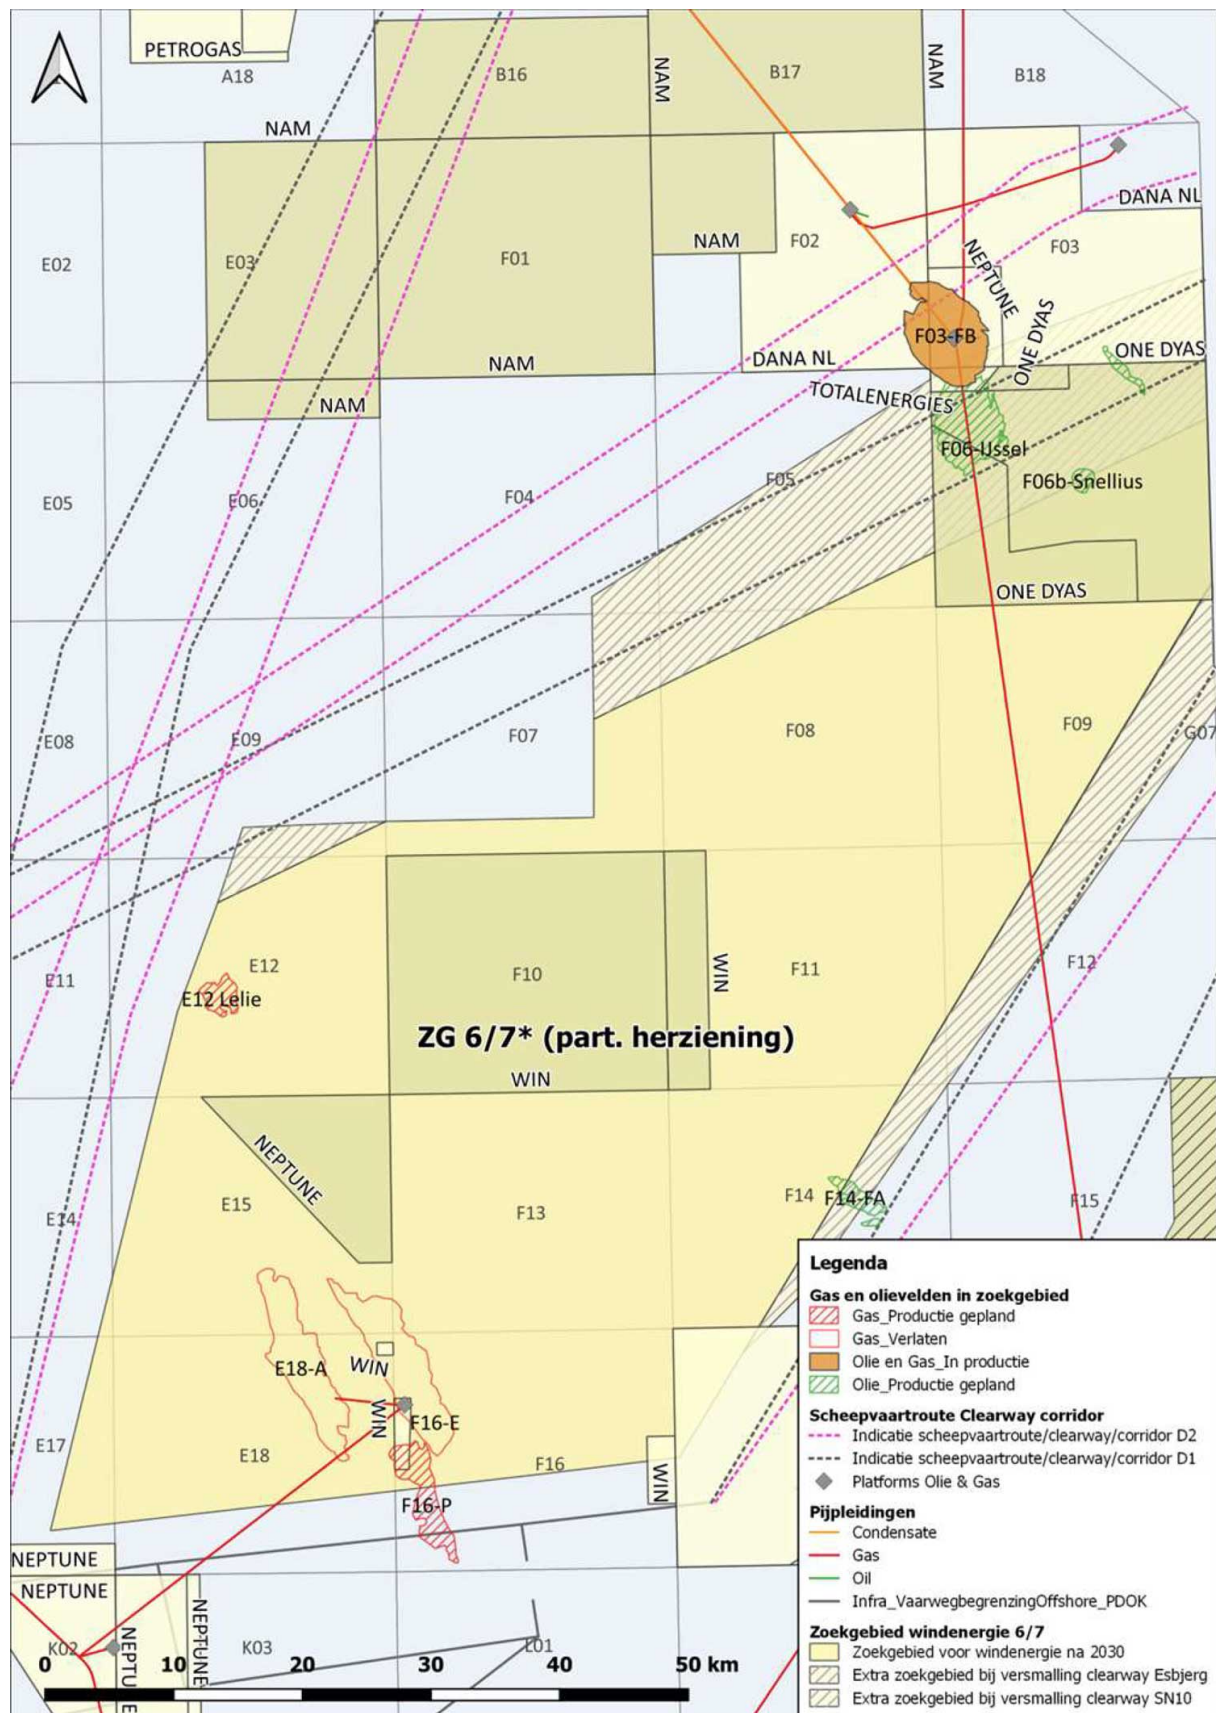 PETROGAS
A18
B16
NAM
B17
NAM
B18
NAM
DANA NL
E02
E03
F01
NAM
F02
F03
NEPTUNE
F03-FB
ONE DYAS
ONE DYAS
NAM
DANA NL
NAM
TOTALENERGIES
F06-IJssel
F06b-Snellius
E05
E06
F04
F05
ONE DYAS
E08
E09
F07
F08
F09
G07
E11
E12
E12 Lelie
F10
WIN
F11
F12
ZG 6/7* (part. herziening)
WIN
NEPTUNE
E14
E15
F13
F14
F14-FA
F15
E18-A
WIN
WIN
F16-E
E17
E18
F16
WIN
F16-P
NEPTUNE
NEPTUNE
NEPTUNE
NEPTUNE
K02
K03
L01
0
10
20
30
40
50 km
Legenda
Gas en olievelden in zoekgebied
Gas_Productie gepland
Gas_Verlaten
Olie en Gas_In productie
Olie_Productie gepland
Scheepvaartroute Clearway corridor
Indicatie scheepvaartroute/clearway/corridor D2
Indicatie scheepvaartroute/clearway/corridor D1
Platforms Olie & Gas
Pijpleidingen
Condensate
Gas
Oil
Infra_VaarwegbegrenzingOffshore_PDOK
Zoekgebied windenergie 6/7
Zoekgebied voor windenergie na 2030
Extra zoekgebied bij versmalling clearway Esbjerg
Extra zoekgebied bij versmalling clearway SN10